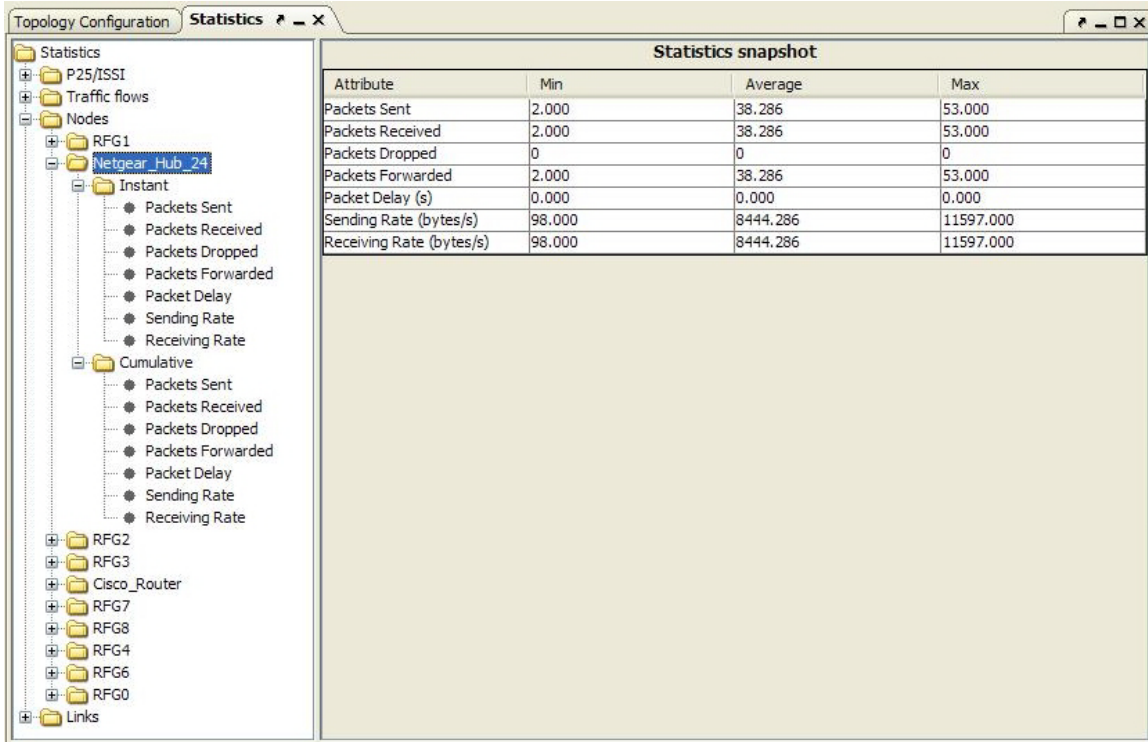 Topology Configuration Statistics
Statistics
P25/ISSI
Traffic flows
Nodes
RFG1
Netgear_Hub_24
Instant
Packets Sent
Packets Received
Packets Dropped
Packets Forwarded
Packet Delay
Sending Rate
Receiving Rate
Cumulative
Packets Sent
Packets Received
Packets Dropped
Packets Forwarded
Packet Delay
Sending Rate
Receiving Rate
RFG2
RFG3
Cisco_Router
RFG7
RFG8
RFG4
RFG6
RFG0
Links
Statistics snapshot
Attribute Min Average Max
Packets Sent 2.000 38.286 53.000
Packets Received 2.000 38.286 53.000
Packets Dropped 0 0 0
Packets Forwarded 2.000 38.286 53.000
Packet Delay (s) 0.000 0.000 0.000
Sending Rate (bytes/s) 98.000 8444.286 11597.000
Receiving Rate (bytes/s) 98.000 8444.286 11597.000